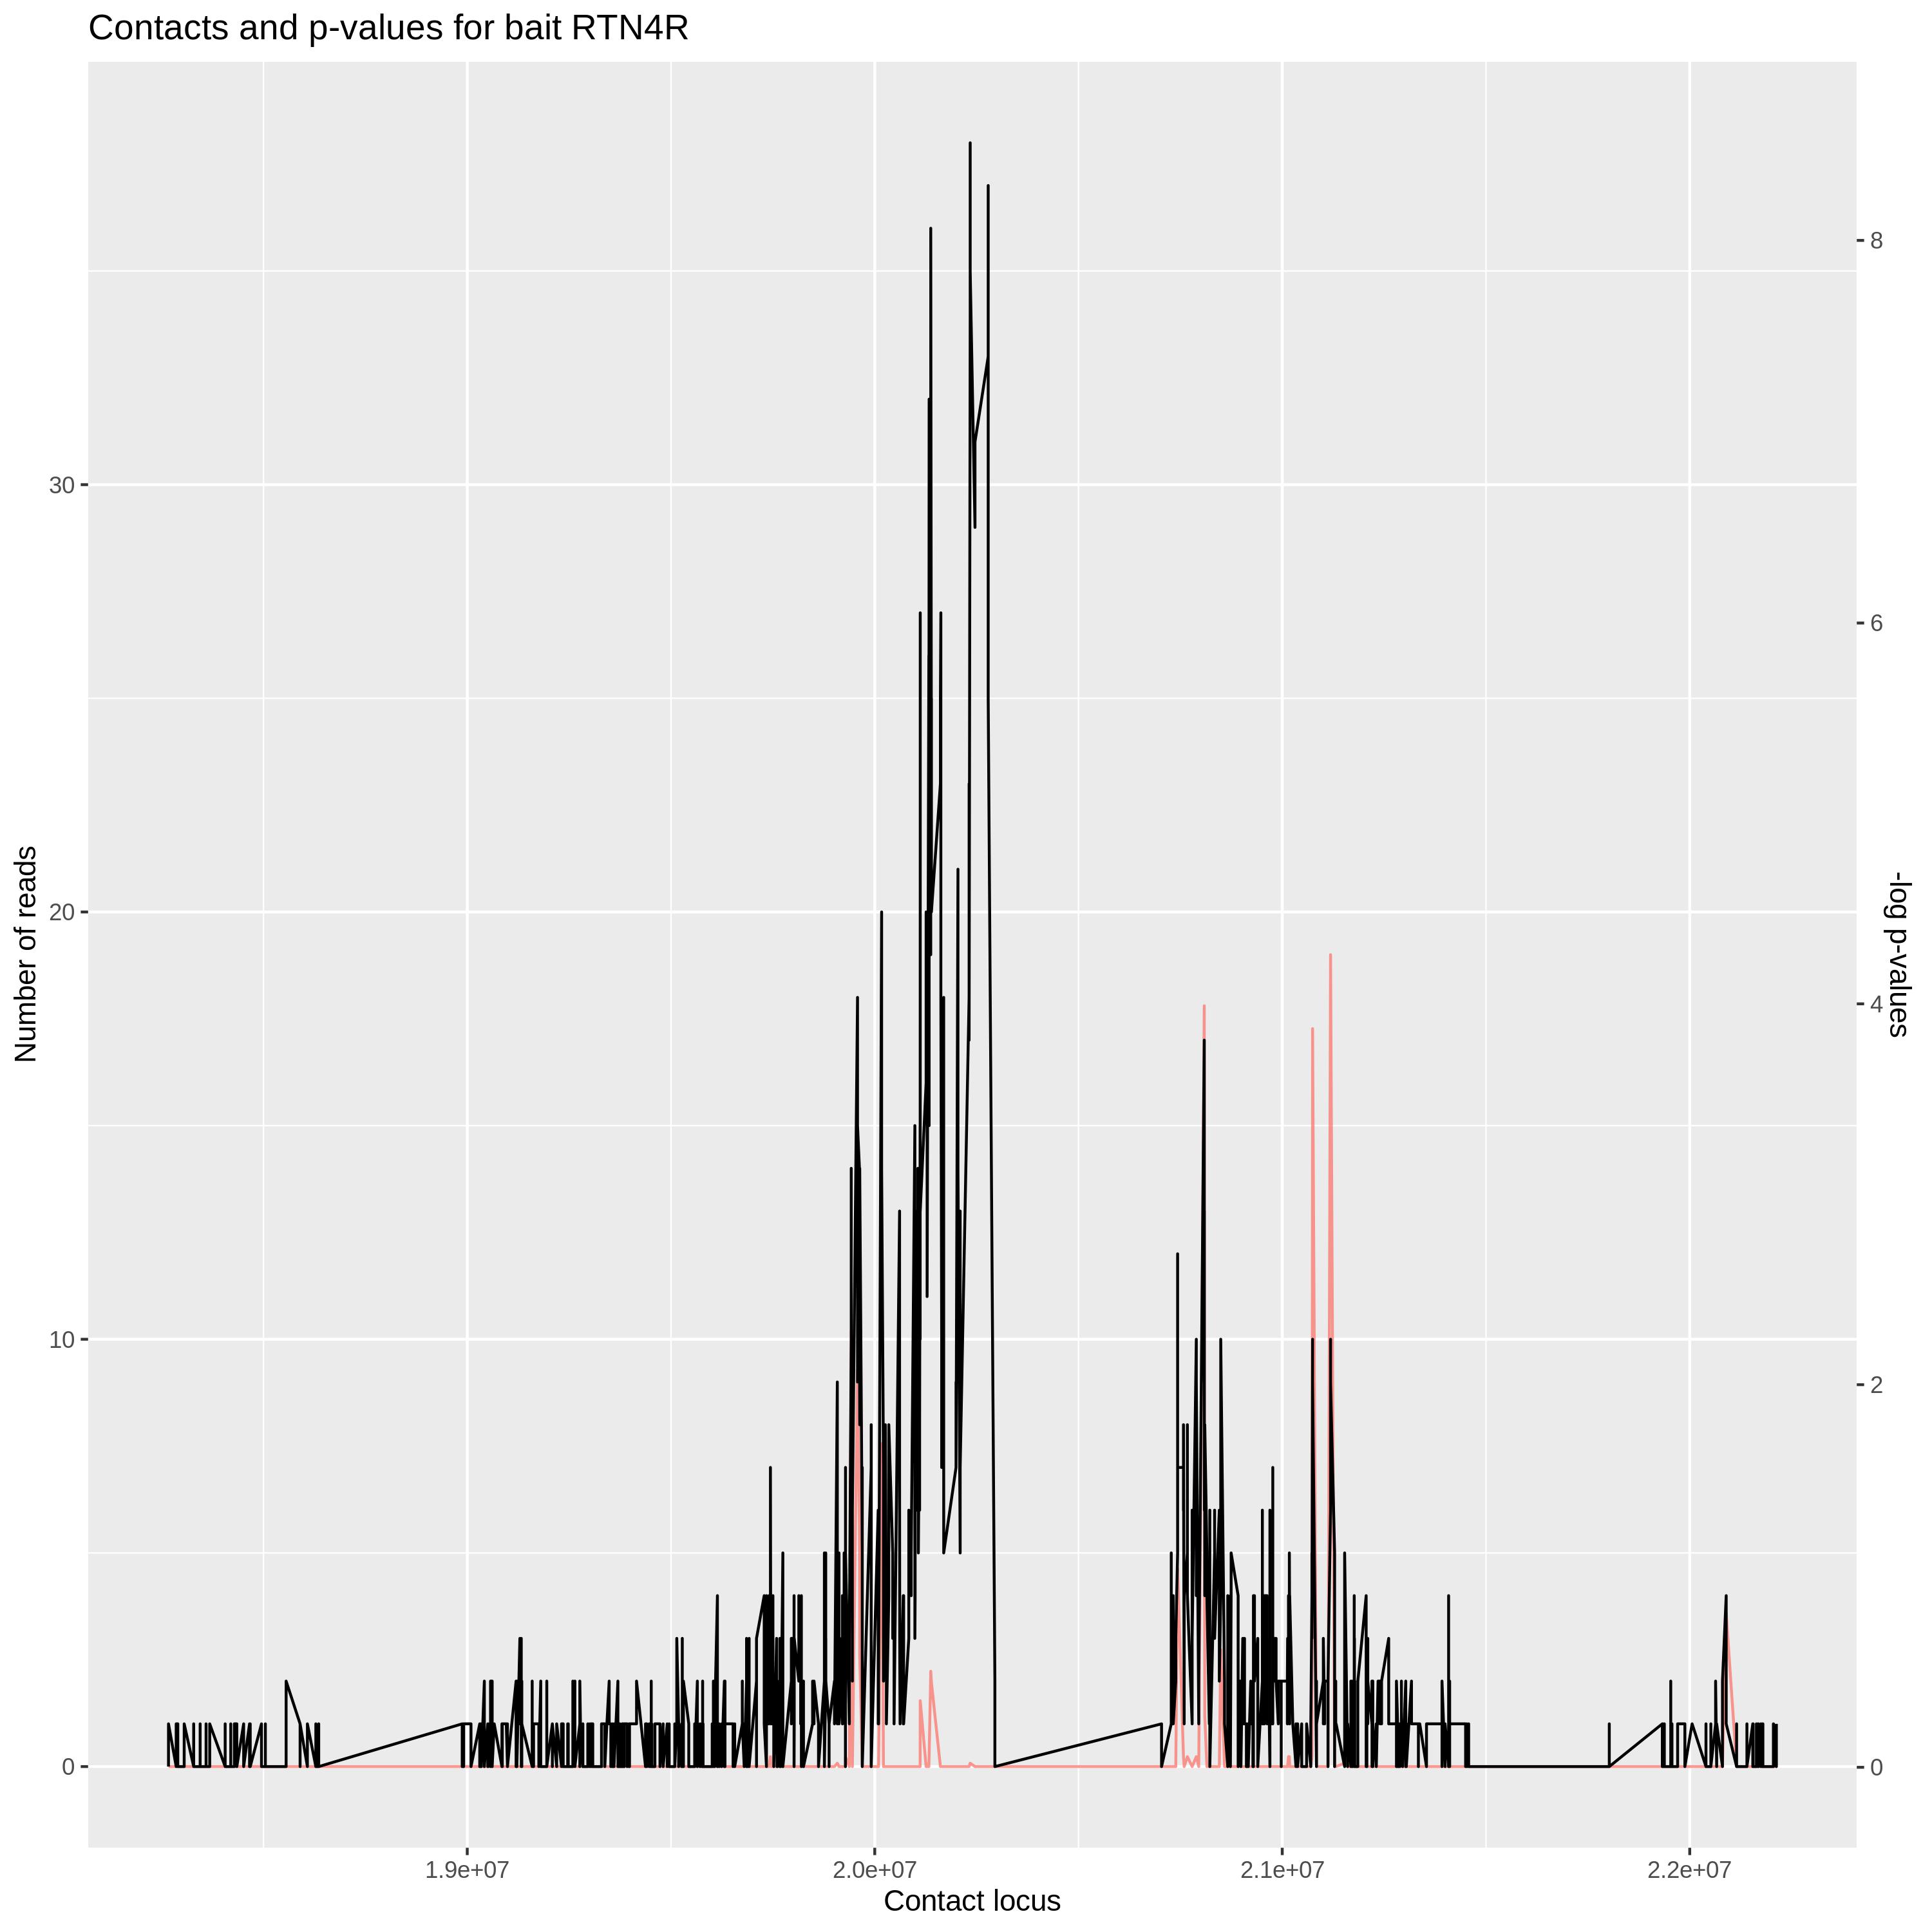 Contacts and p-values for bait RTN4R
Number of reads
30
20
10
0
8
6
4
2
0
-log p-values
1.9e+07
2.0e+07
2.1e+07
2.2e+07
Contact locus